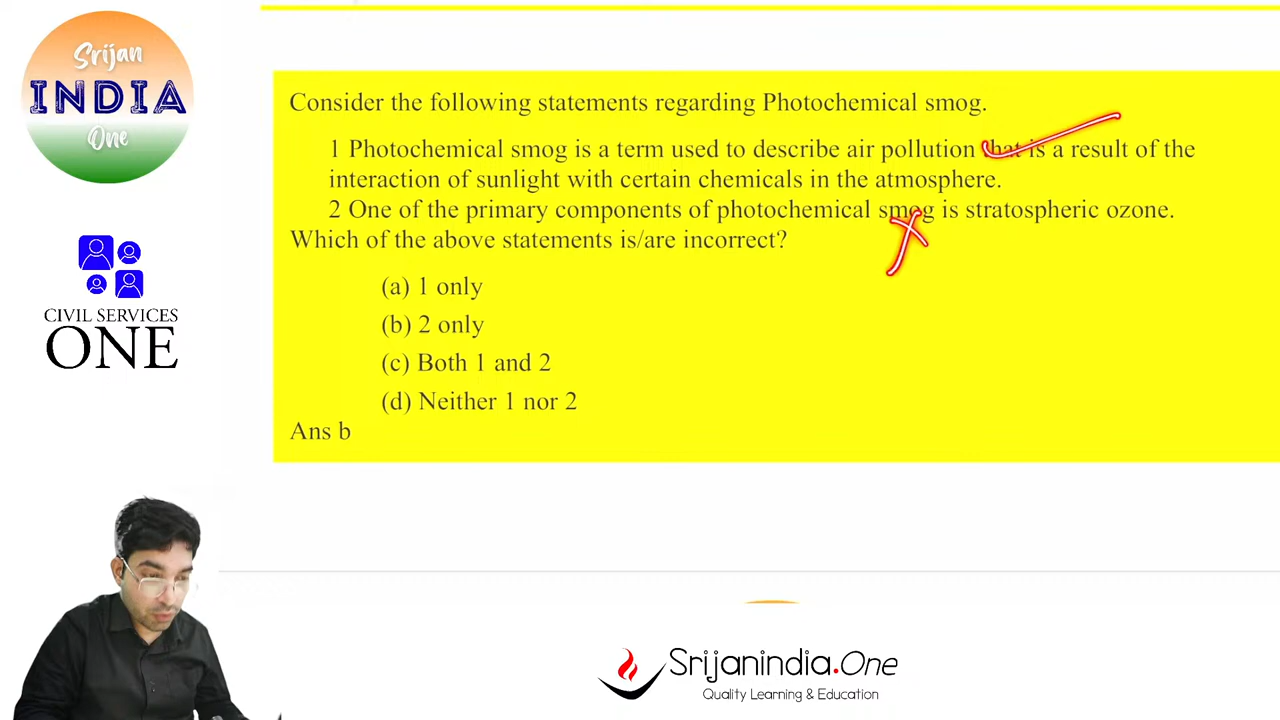 Srijan
INDIA
One
CIVIL SERVICES
ONE
Consider the following statements regarding Photochemical smog.
1 Photochemical smog is a term used to describe air pollution that is a result of the
interaction of sunlight with certain chemicals in the atmosphere.
2 One of the primary components of photochemical smog is stratospheric ozone.
Which of the above statements is/are incorrect?
(a) 1 only
(b) 2 only
(c) Both 1 and 2
(d) Neither 1 nor 2
Ans b
Srijanindia.One
Quality Learning & Education